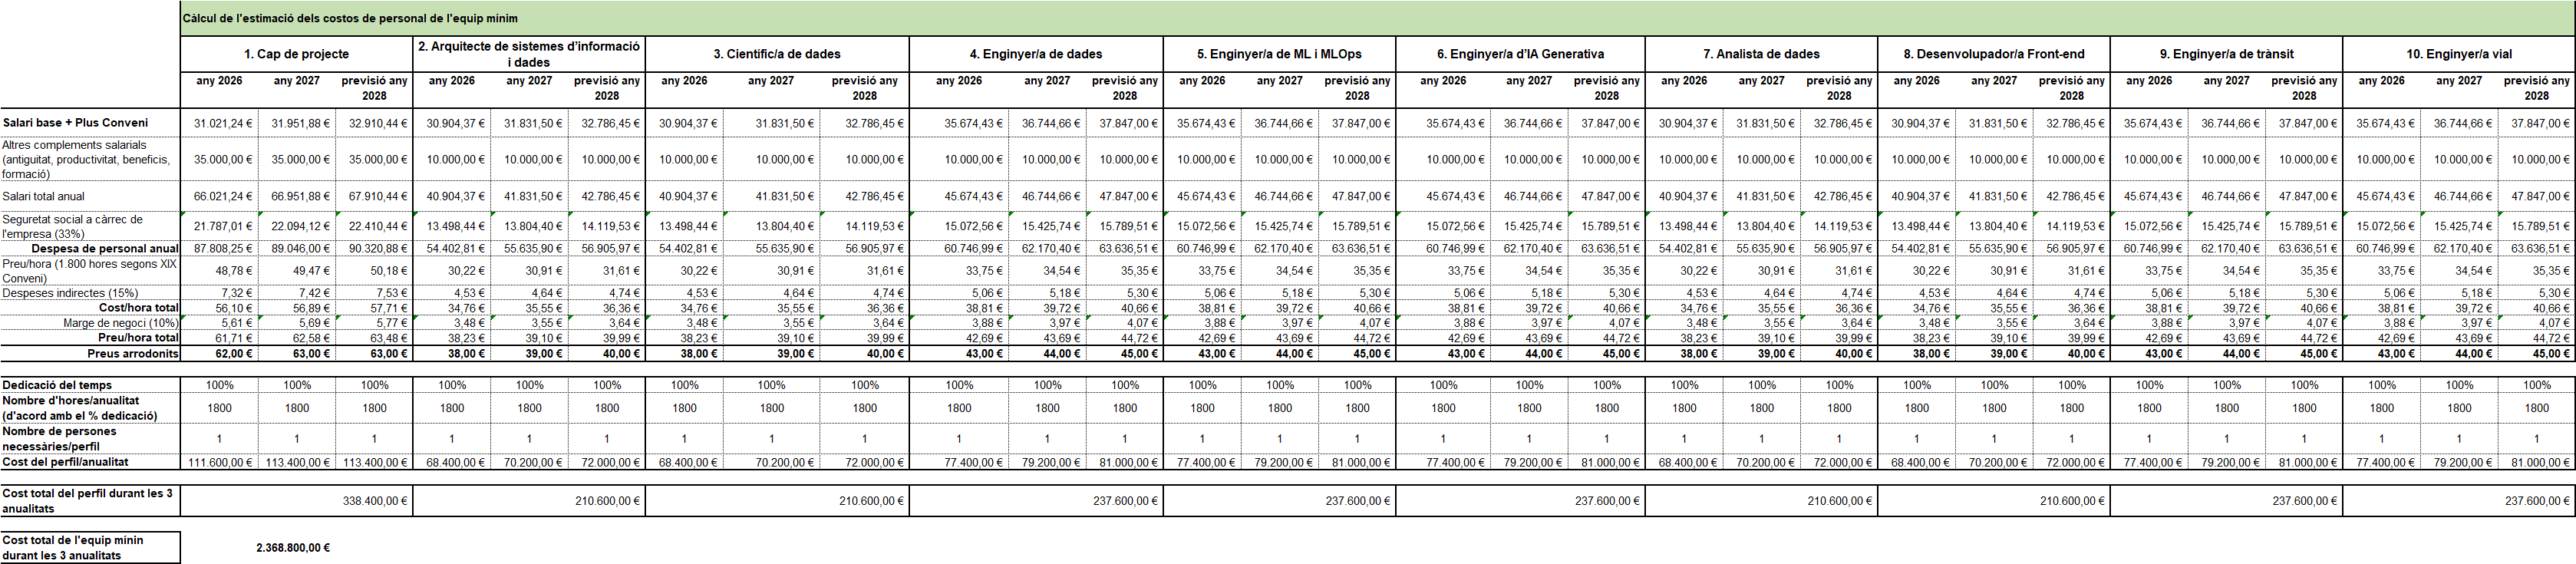 Càlcul de l'estimació dels costos de personal de l'equip mínim
1. Cap de projecte 2. Arquitecte de sistemes d'informació i dades 3. Científic/a de dades 4. Enginyer/a de dades 5. Enginyer/a de ML i MLOps 6. Enginyer/a d'IA Generativa 7. Analista de dades 8. Desenvolupador/a Front-end 9. Enginyer/a de trànsit 10. Enginyer/a vial
any 2026 any 2027 previsió any 2028 any 2026 any 2027 previsió any 2028 any 2026 any 2027 previsió any 2028 any 2026 any 2027 previsió any 2028 any 2026 any 2027 previsió any 2028 any 2026 any 2027 previsió any 2028 any 2026 any 2027 previsió any 2028 any 2026 any 2027 previsió any 2028 any 2026 any 2027 previsió any 2028 any 2026 any 2027 previsió any 2028
Salari base + Plus Conveni 31.021,24 € 31.951,88 € 32.910,44 € 30.904,37 € 31.831,50 € 32.786,45 € 30.904,37 € 31.831,50 € 32.786,45 € 35.674,43 € 36.744,66 € 37.847,00 € 35.674,43 € 36.744,66 € 37.847,00 € 35.674,43 € 36.744,66 € 37.847,00 € 30.904,37 € 31.831,50 € 32.786,45 € 30.904,37 € 31.831,50 € 32.786,45 € 35.674,43 € 36.744,66 € 37.847,00 € 35.674,43 € 36.744,66 € 37.847,00 €
Altres complements salarials (antiguitat, productivitat, beneficis, formació) 35.000,00 € 35.000,00 € 35.000,00 € 10.000,00 € 10.000,00 € 10.000,00 € 10.000,00 € 10.000,00 € 10.000,00 € 10.000,00 € 10.000,00 € 10.000,00 € 10.000,00 € 10.000,00 € 10.000,00 € 10.000,00 € 10.000,00 € 10.000,00 € 10.000,00 € 10.000,00 € 10.000,00 € 10.000,00 € 10.000,00 € 10.000,00 € 10.000,00 € 10.000,00 € 10.000,00 € 10.000,00 € 10.000,00 € 10.000,00 €
Salari total anual 66.021,24 € 66.951,88 € 67.910,44 € 40.904,37 € 41.831,50 € 42.786,45 € 40.904,37 € 41.831,50 € 42.786,45 € 45.674,43 € 46.744,66 € 47.847,00 € 45.674,43 € 46.744,66 € 47.847,00 € 45.674,43 € 46.744,66 € 47.847,00 € 40.904,37 € 41.831,50 € 42.786,45 € 40.904,37 € 41.831,50 € 42.786,45 € 45.674,43 € 46.744,66 € 47.847,00 € 45.674,43 € 46.744,66 € 47.847,00 €
Seguretat social a càrrec de l'empresa (33%) 21.787,01 € 22.094,12 € 22.410,44 € 13.498,44 € 13.804,40 € 14.119,53 € 13.498,44 € 13.804,40 € 14.119,53 € 15.072,56 € 15.425,74 € 15.789,51 € 15.072,56 € 15.425,74 € 15.789,51 € 15.072,56 € 15.425,74 € 15.789,51 € 13.498,44 € 13.804,40 € 14.119,53 € 13.498,44 € 13.804,40 € 14.119,53 € 15.072,56 € 15.425,74 € 15.789,51 € 15.072,56 € 15.425,74 € 15.789,51 €
Despesa de personal anual 87.808,25 € 89.046,00 € 90.320,88 € 54.402,81 € 55.635,90 € 56.905,97 € 54.402,81 € 55.635,90 € 56.905,97 € 60.746,99 € 62.170,40 € 63.636,51 € 60.746,99 € 62.170,40 € 63.636,51 € 60.746,99 € 62.170,40 € 63.636,51 € 54.402,81 € 55.635,90 € 56.905,97 € 54.402,81 € 55.635,90 € 56.905,97 € 60.746,99 € 62.170,40 € 63.636,51 € 60.746,99 € 62.170,40 € 63.636,51 €
Preu/hora (1.800 hores segons XIX Conveni) 48,78 € 49,47 € 50,18 € 30,22 € 30,91 € 31,61 € 30,22 € 30,91 € 31,61 € 33,75 € 34,54 € 35,35 € 33,75 € 34,54 € 35,35 € 33,75 € 34,54 € 35,35 € 30,22 € 30,91 € 31,61 € 30,22 € 30,91 € 31,61 € 33,75 € 34,54 € 35,35 € 33,75 € 34,54 € 35,35 €
Despeses indirectes (15%) 7,32 € 7,42 € 7,53 € 4,53 € 4,64 € 4,74 € 4,53 € 4,64 € 4,74 € 5,06 € 5,18 € 5,30 € 5,06 € 5,18 € 5,30 € 5,06 € 5,18 € 5,30 € 4,53 € 4,64 € 4,74 € 4,53 € 4,64 € 4,74 € 5,06 € 5,18 € 5,30 € 5,06 € 5,18 € 5,30 €
Cost/hora total 56,10 € 56,89 € 57,71 € 34,76 € 35,55 € 36,36 € 34,76 € 35,55 € 36,36 € 38,81 € 39,72 € 40,66 € 38,81 € 39,72 € 40,66 € 38,81 € 39,72 € 40,66 € 34,76 € 35,55 € 36,36 € 34,76 € 35,55 € 36,36 € 38,81 € 39,72 € 40,66 € 38,81 € 39,72 € 40,66 €
Marge de negoci (10%) 5,61 € 5,69 € 5,77 € 3,48 € 3,55 € 3,64 € 3,48 € 3,55 € 3,64 € 3,88 € 3,97 € 4,07 € 3,88 € 3,97 € 4,07 € 3,88 € 3,97 € 4,07 € 3,48 € 3,55 € 3,64 € 3,48 € 3,55 € 3,64 € 3,88 € 3,97 € 4,07 € 3,88 € 3,97 € 4,07 €
Preu/hora total 61,71 € 62,58 € 63,48 € 38,23 € 39,10 € 39,99 € 38,23 € 39,10 € 39,99 € 42,69 € 43,69 € 44,72 € 42,69 € 43,69 € 44,72 € 42,69 € 43,69 € 44,72 € 38,23 € 39,10 € 39,99 € 38,23 € 39,10 € 39,99 € 42,69 € 43,69 € 44,72 € 42,69 € 43,69 € 44,72 €
Preus arrodonits 62,00 € 63,00 € 63,00 € 38,00 € 39,00 € 40,00 € 38,00 € 39,00 € 40,00 € 43,00 € 44,00 € 45,00 € 43,00 € 44,00 € 45,00 € 43,00 € 44,00 € 45,00 € 38,00 € 39,00 € 40,00 € 38,00 € 39,00 € 40,00 € 43,00 € 44,00 € 45,00 € 43,00 € 44,00 € 45,00 €
Dedicació del temps 100% 100% 100% 100% 100% 100% 100% 100% 100% 100% 100% 100% 100% 100% 100% 100% 100% 100% 100% 100% 100% 100% 100% 100% 100% 100% 100% 100% 100% 100%
Nombre d'hores/anualitat (d'acord amb el % dedicació) 1800 1800 1800 1800 1800 1800 1800 1800 1800 1800 1800 1800 1800 1800 1800 1800 1800 1800 1800 1800 1800 1800 1800 1800 1800 1800 1800 1800 1800 1800
Nombre de persones necessàries/perfil 1 1 1 1 1 1 1 1 1 1 1 1 1 1 1 1 1 1 1 1 1 1 1 1 1 1 1 1 1 1
Cost del perfil/anualitat 111.600,00 € 113.400,00 € 113.400,00 € 68.400,00 € 70.200,00 € 72.000,00 € 68.400,00 € 70.200,00 € 72.000,00 € 77.400,00 € 79.200,00 € 81.000,00 € 77.400,00 € 79.200,00 € 81.000,00 € 77.400,00 € 79.200,00 € 81.000,00 € 68.400,00 € 70.200,00 € 72.000,00 € 68.400,00 € 70.200,00 € 72.000,00 € 77.400,00 € 79.200,00 € 81.000,00 € 77.400,00 € 79.200,00 € 81.000,00 €
Cost total del perfil durant les 3 anualitats 338.400,00 € 210.600,00 € 210.600,00 € 237.600,00 € 237.600,00 € 237.600,00 € 210.600,00 € 210.600,00 € 237.600,00 € 237.600,00 €
Cost total de l'equip mínin durant les 3 anualitats 2.368.800,00 €